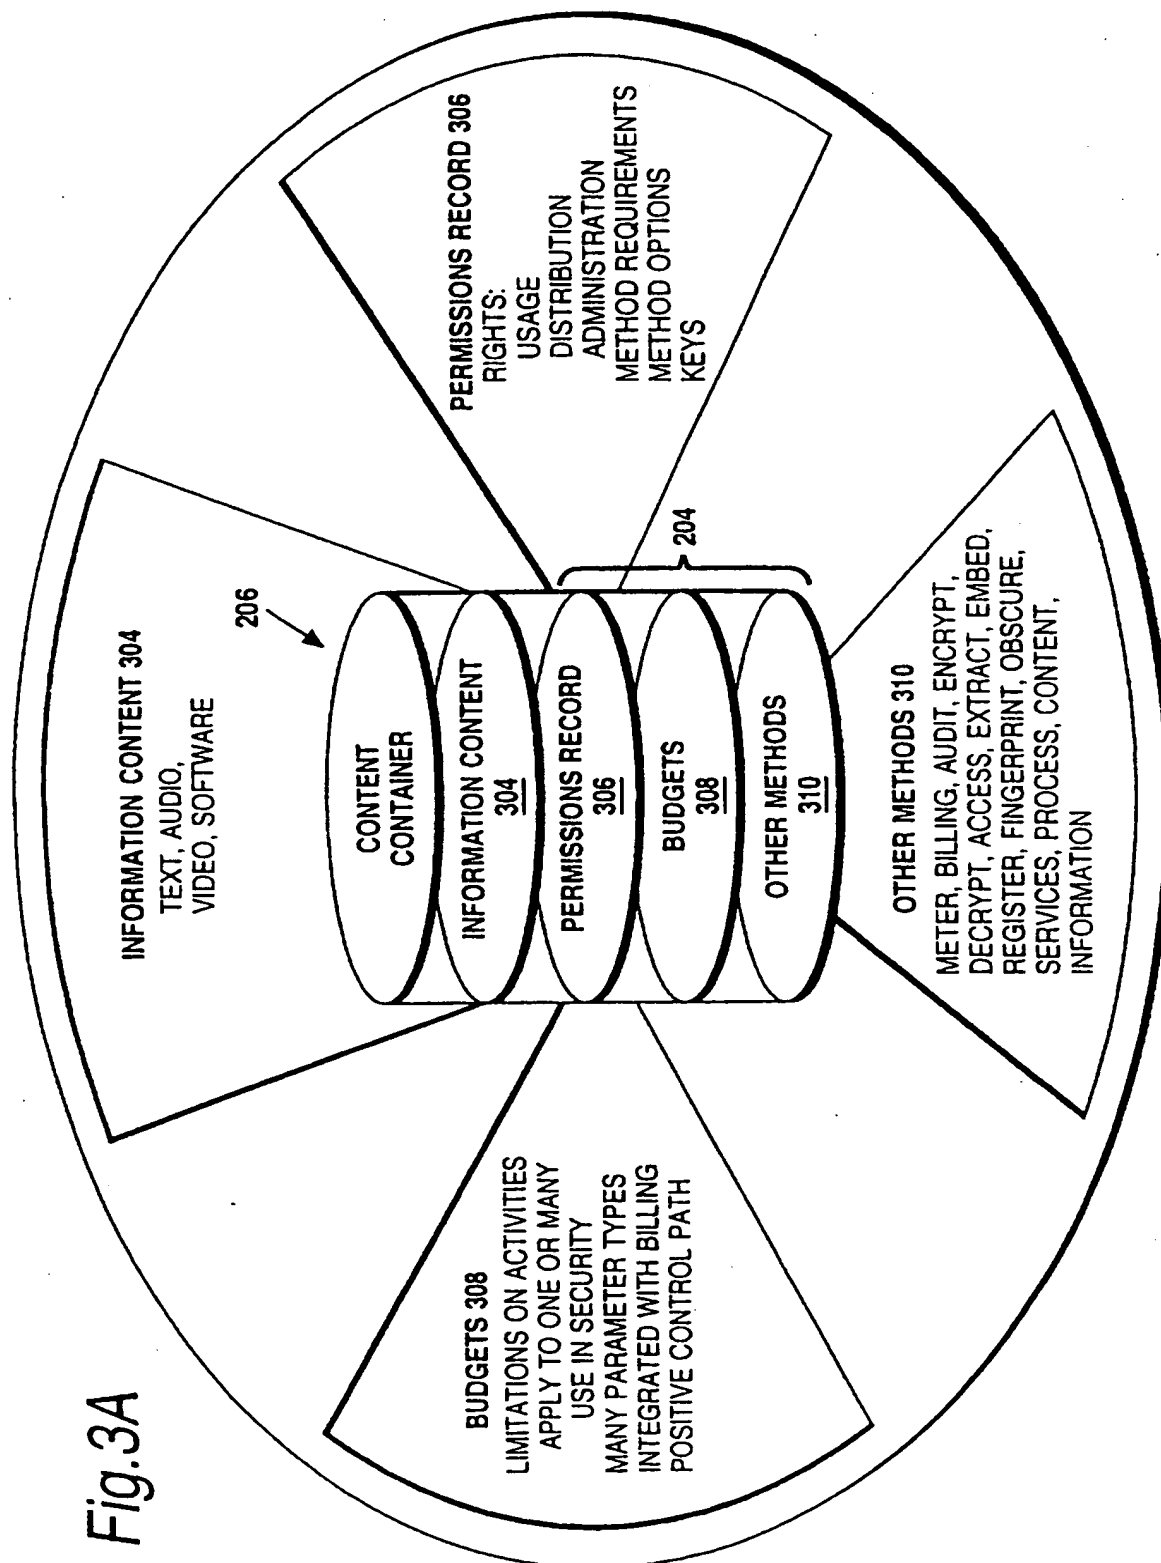 Fig.3A
INFORMATION CONTENT 304
TEXT, AUDIO,
VIDEO, SOFTWARE
206
BUDGETS 308
LIMITATIONS ON ACTIVITIES
APPLY TO ONE OR MANY
USE IN SECURITY
MANY PARAMETER TYPES
INTEGRATED WITH BILLING
POSITIVE CONTROL PATH
CONTENT
CONTAINER
INFORMATION CONTENT
304
PERMISSIONS RECORD
306
BUDGETS
308
OTHER METHODS
310
204
PERMISSIONS RECORD 306
RIGHTS:
USAGE
DISTRIBUTION
ADMINISTRATION
METHOD REQUIREMENTS
METHOD OPTIONS
KEYS
OTHER METHODS 310
METER, BILLING, AUDIT, ENCRYPT,
DECRYPT, ACCESS, EXTRACT, EMBED,
REGISTER, FINGERPRINT, OBSCURE,
SERVICES, PROCESS, CONTENT,
INFORMATION